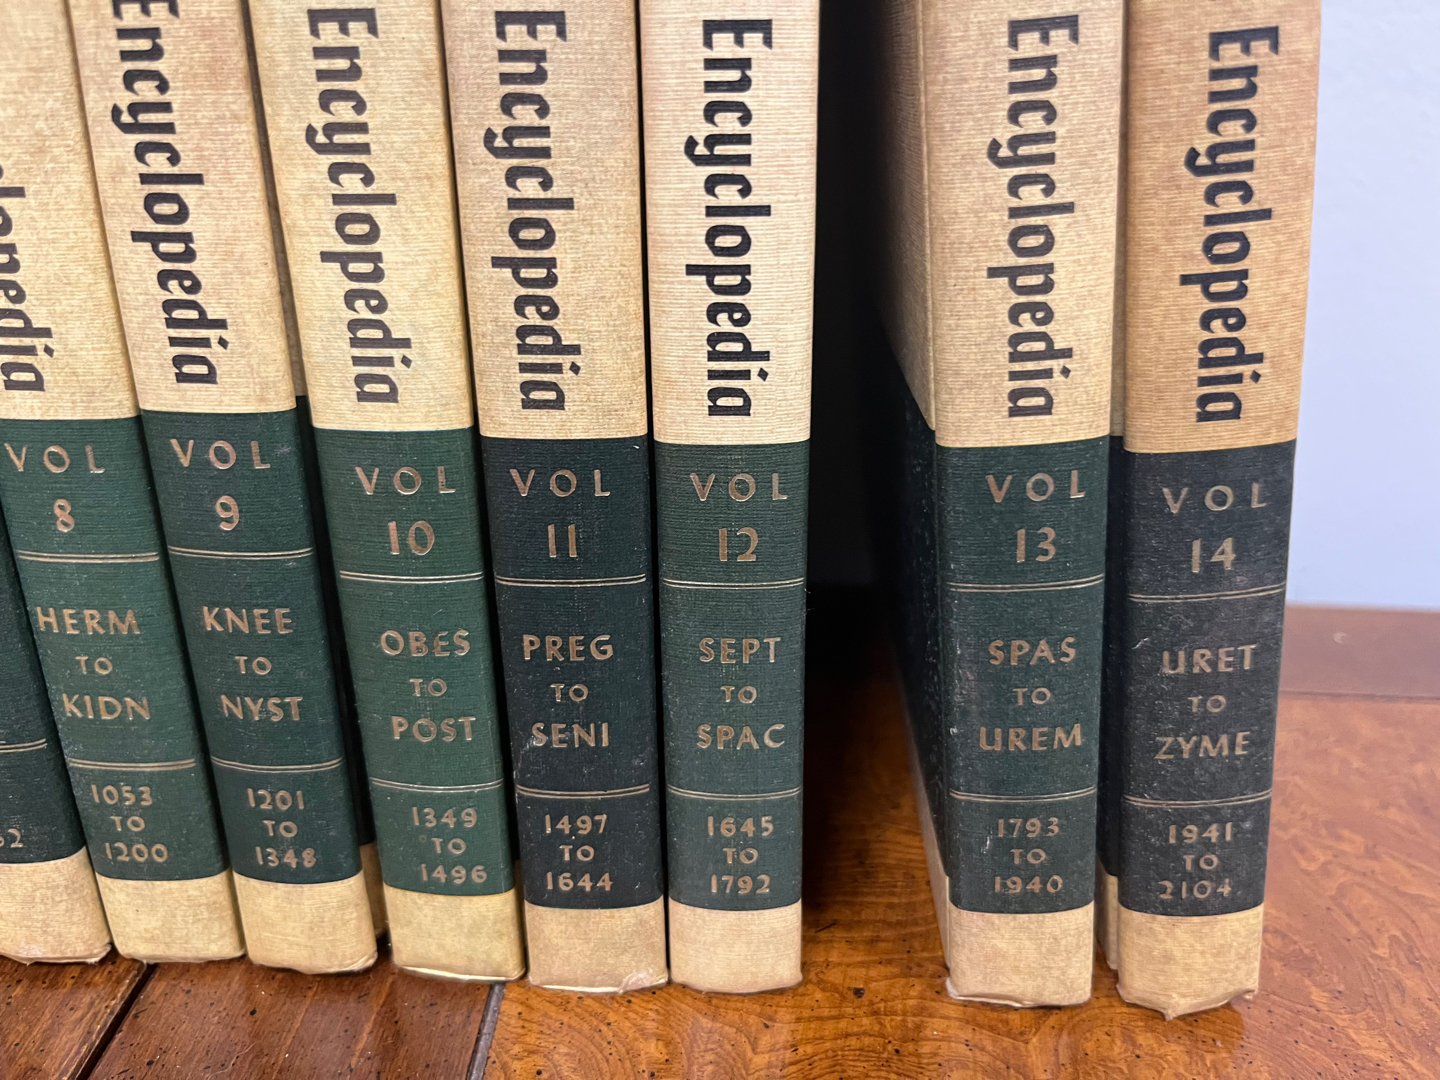 clopedia
62
Encyclopedia
VOL
8
HERM
TO
KIDN
1053
TO
1200
Encyclopedia
VOL
9
KNEE
TO
NYST
1201
TO
1348
Encyclopedia
VOL
10
OBES
TO
POST
1349
TO
1496
Encyclopedia
VOL
11
PREG
TO
SENI
1497
TO
1644
Encyclopedia
VOL
12
SEPT
TO
SPAC
1645
TO
1792
Encyclopedia
VOL
13
SPAS
TO
UREM
1793
TO
1940
Encyclopedia
VOL
14
URET
TO
ZYME
1941
TO
2104